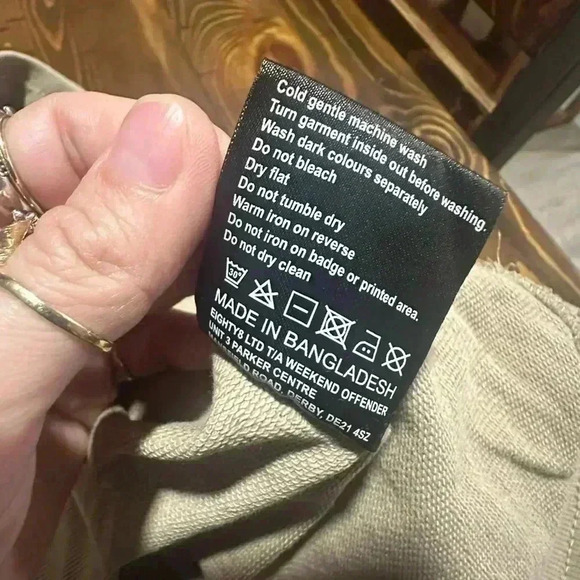 Cold gentle machine wash
Turn garment inside out before washing.
Wash dark colours separately
Do not bleach
Dry flat
Do not tumble dry
Warm iron on reverse
Do not iron on badge or printed area.
Do not dry clean
30°
MADE IN BANGLADESH
EIGHTY8 LTD T/A WEEKEND OFFENDER
UNIT 3 PARKER CENTRE
ROAD, DERBY, DE21 4SZ